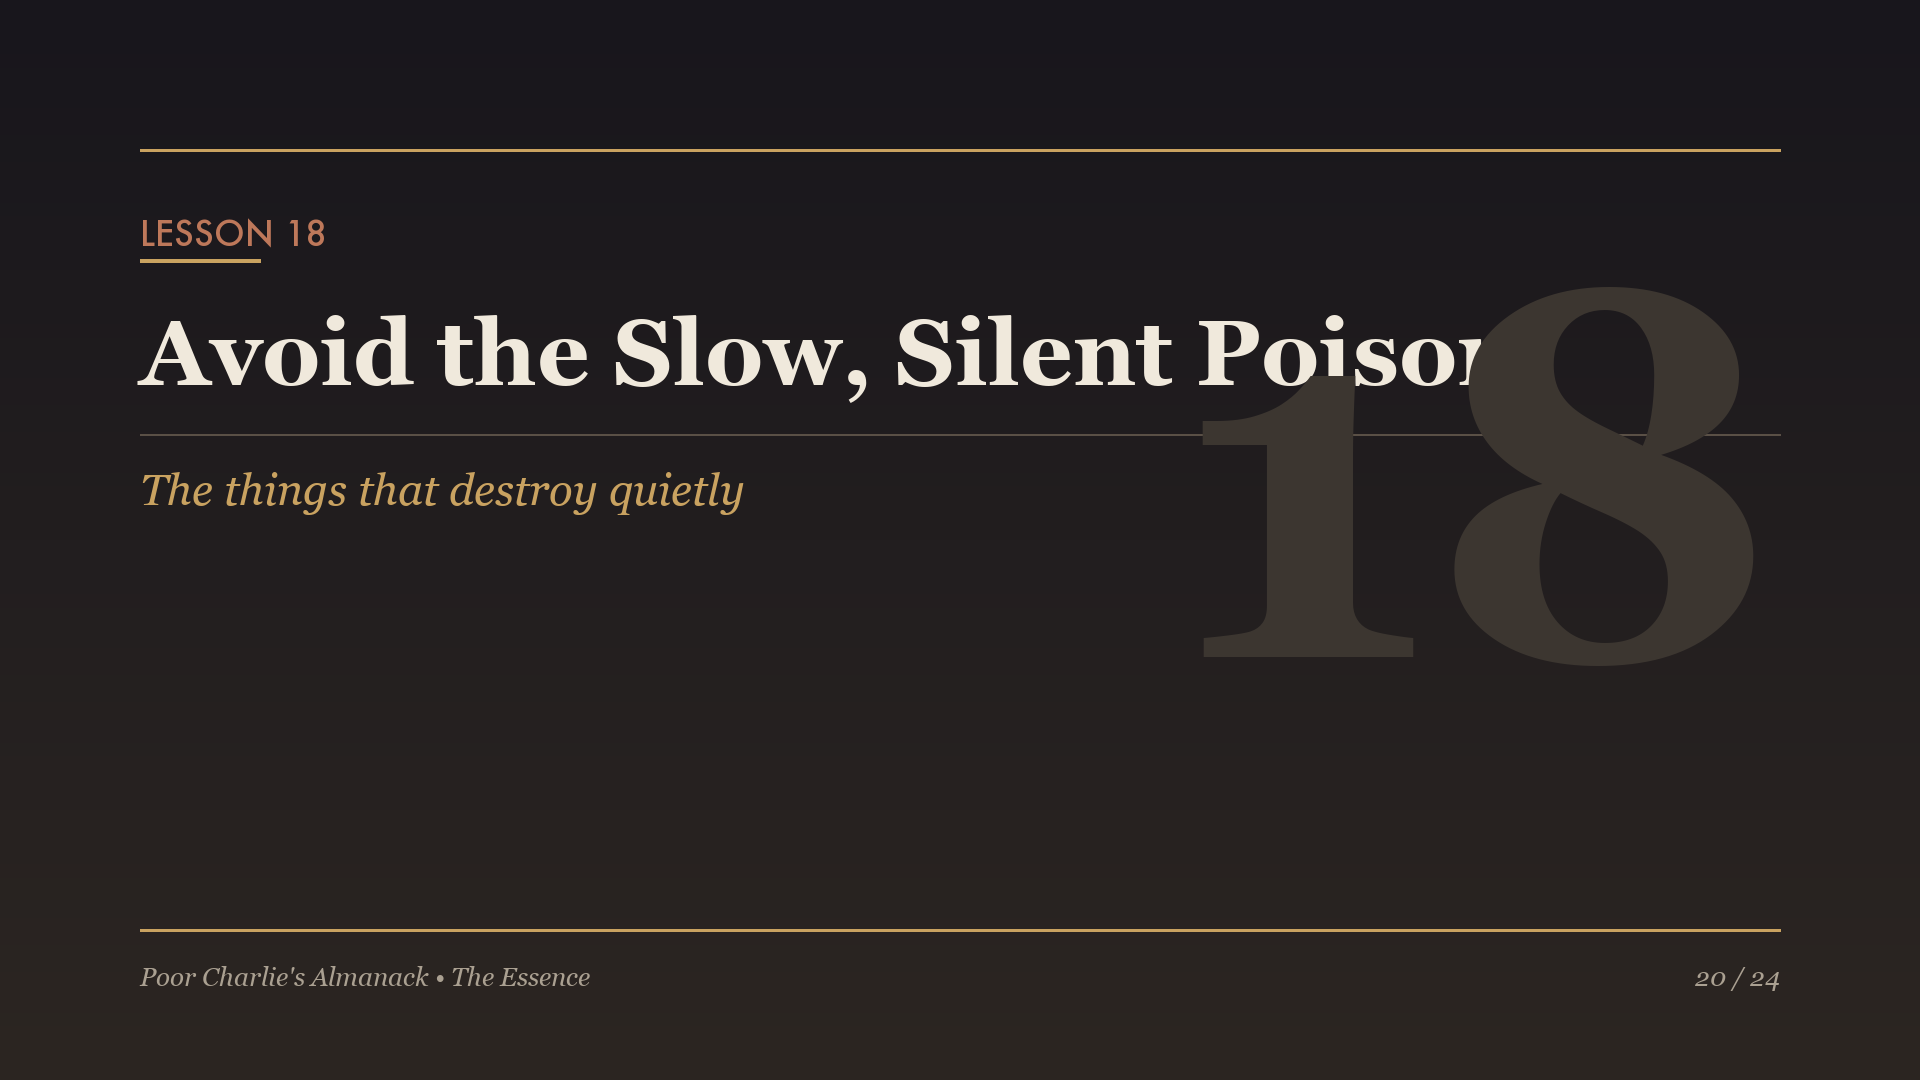 LESSON 18
Avoid the Slow, Silent Poison
18
The things that destroy quietly
Poor Charlie's Almanack • The Essence
20 / 24